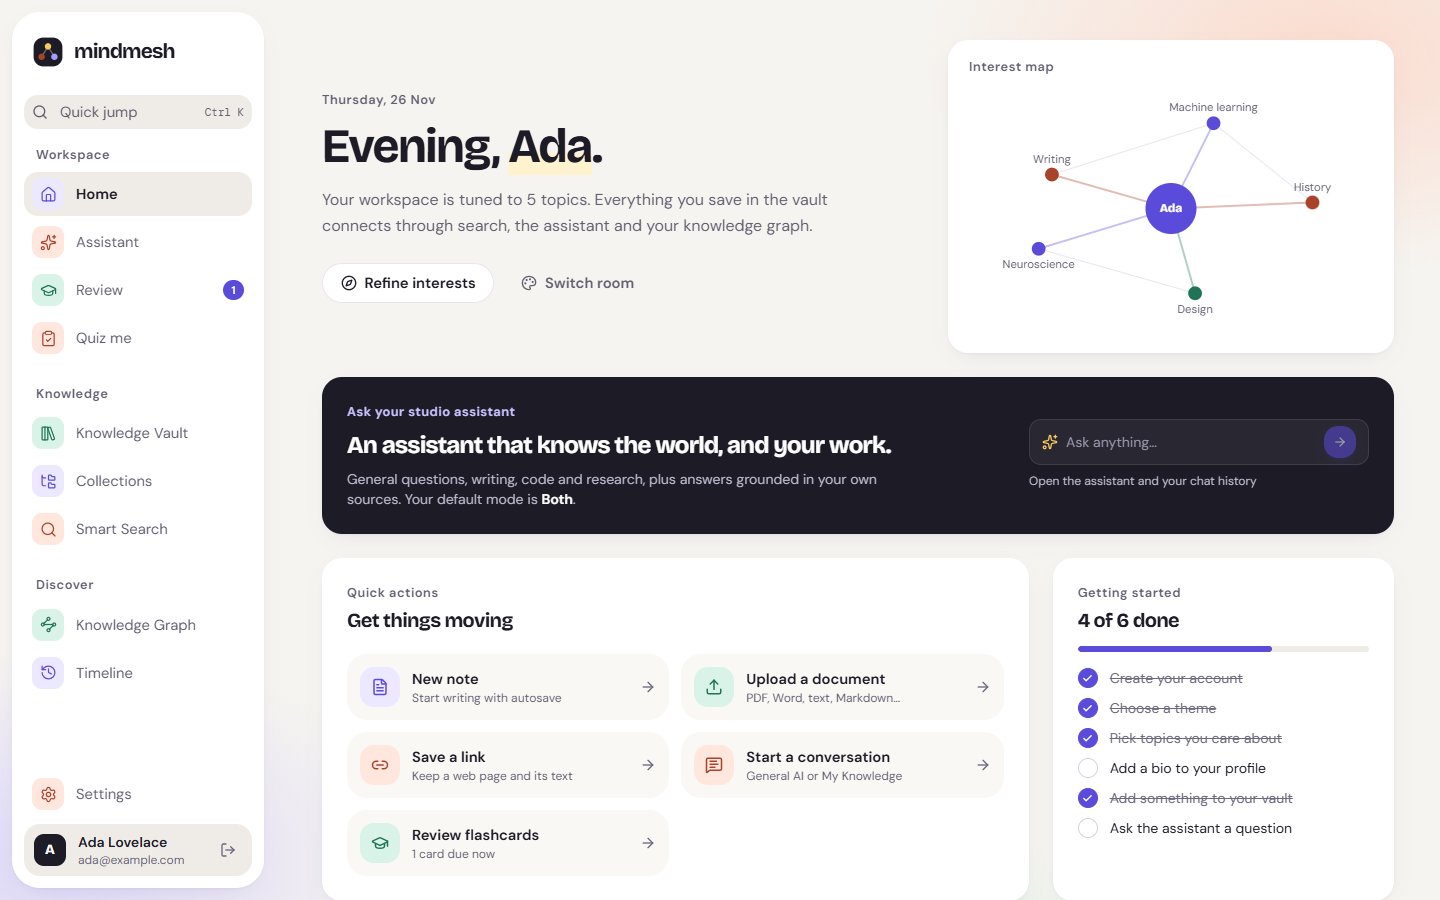 mindmesh
Quick jump Ctrl K
Workspace
Home
Assistant
Review 1
Quiz me
Knowledge
Knowledge Vault
Collections
Smart Search
Discover
Knowledge Graph
Timeline
Settings
A
Ada Lovelace
ada@example.com
Thursday, 26 Nov
Evening, Ada.
Your workspace is tuned to 5 topics. Everything you save in the vault
connects through search, the assistant and your knowledge graph.
Refine interests
Switch room
Interest map
Machine learning
Writing
History
Ada
Neuroscience
Design
Ask your studio assistant
An assistant that knows the world, and your work.
General questions, writing, code and research, plus answers grounded in your own
sources. Your default mode is Both.
Ask anything...
Open the assistant and your chat history
Quick actions
Get things moving
New note
Start writing with autosave
Upload a document
PDF, Word, text, Markdown...
Save a link
Keep a web page and its text
Start a conversation
General AI or My Knowledge
Review flashcards
1 card due now
Getting started
4 of 6 done
Create your account
Choose a theme
Pick topics you care about
Add a bio to your profile
Add something to your vault
Ask the assistant a question